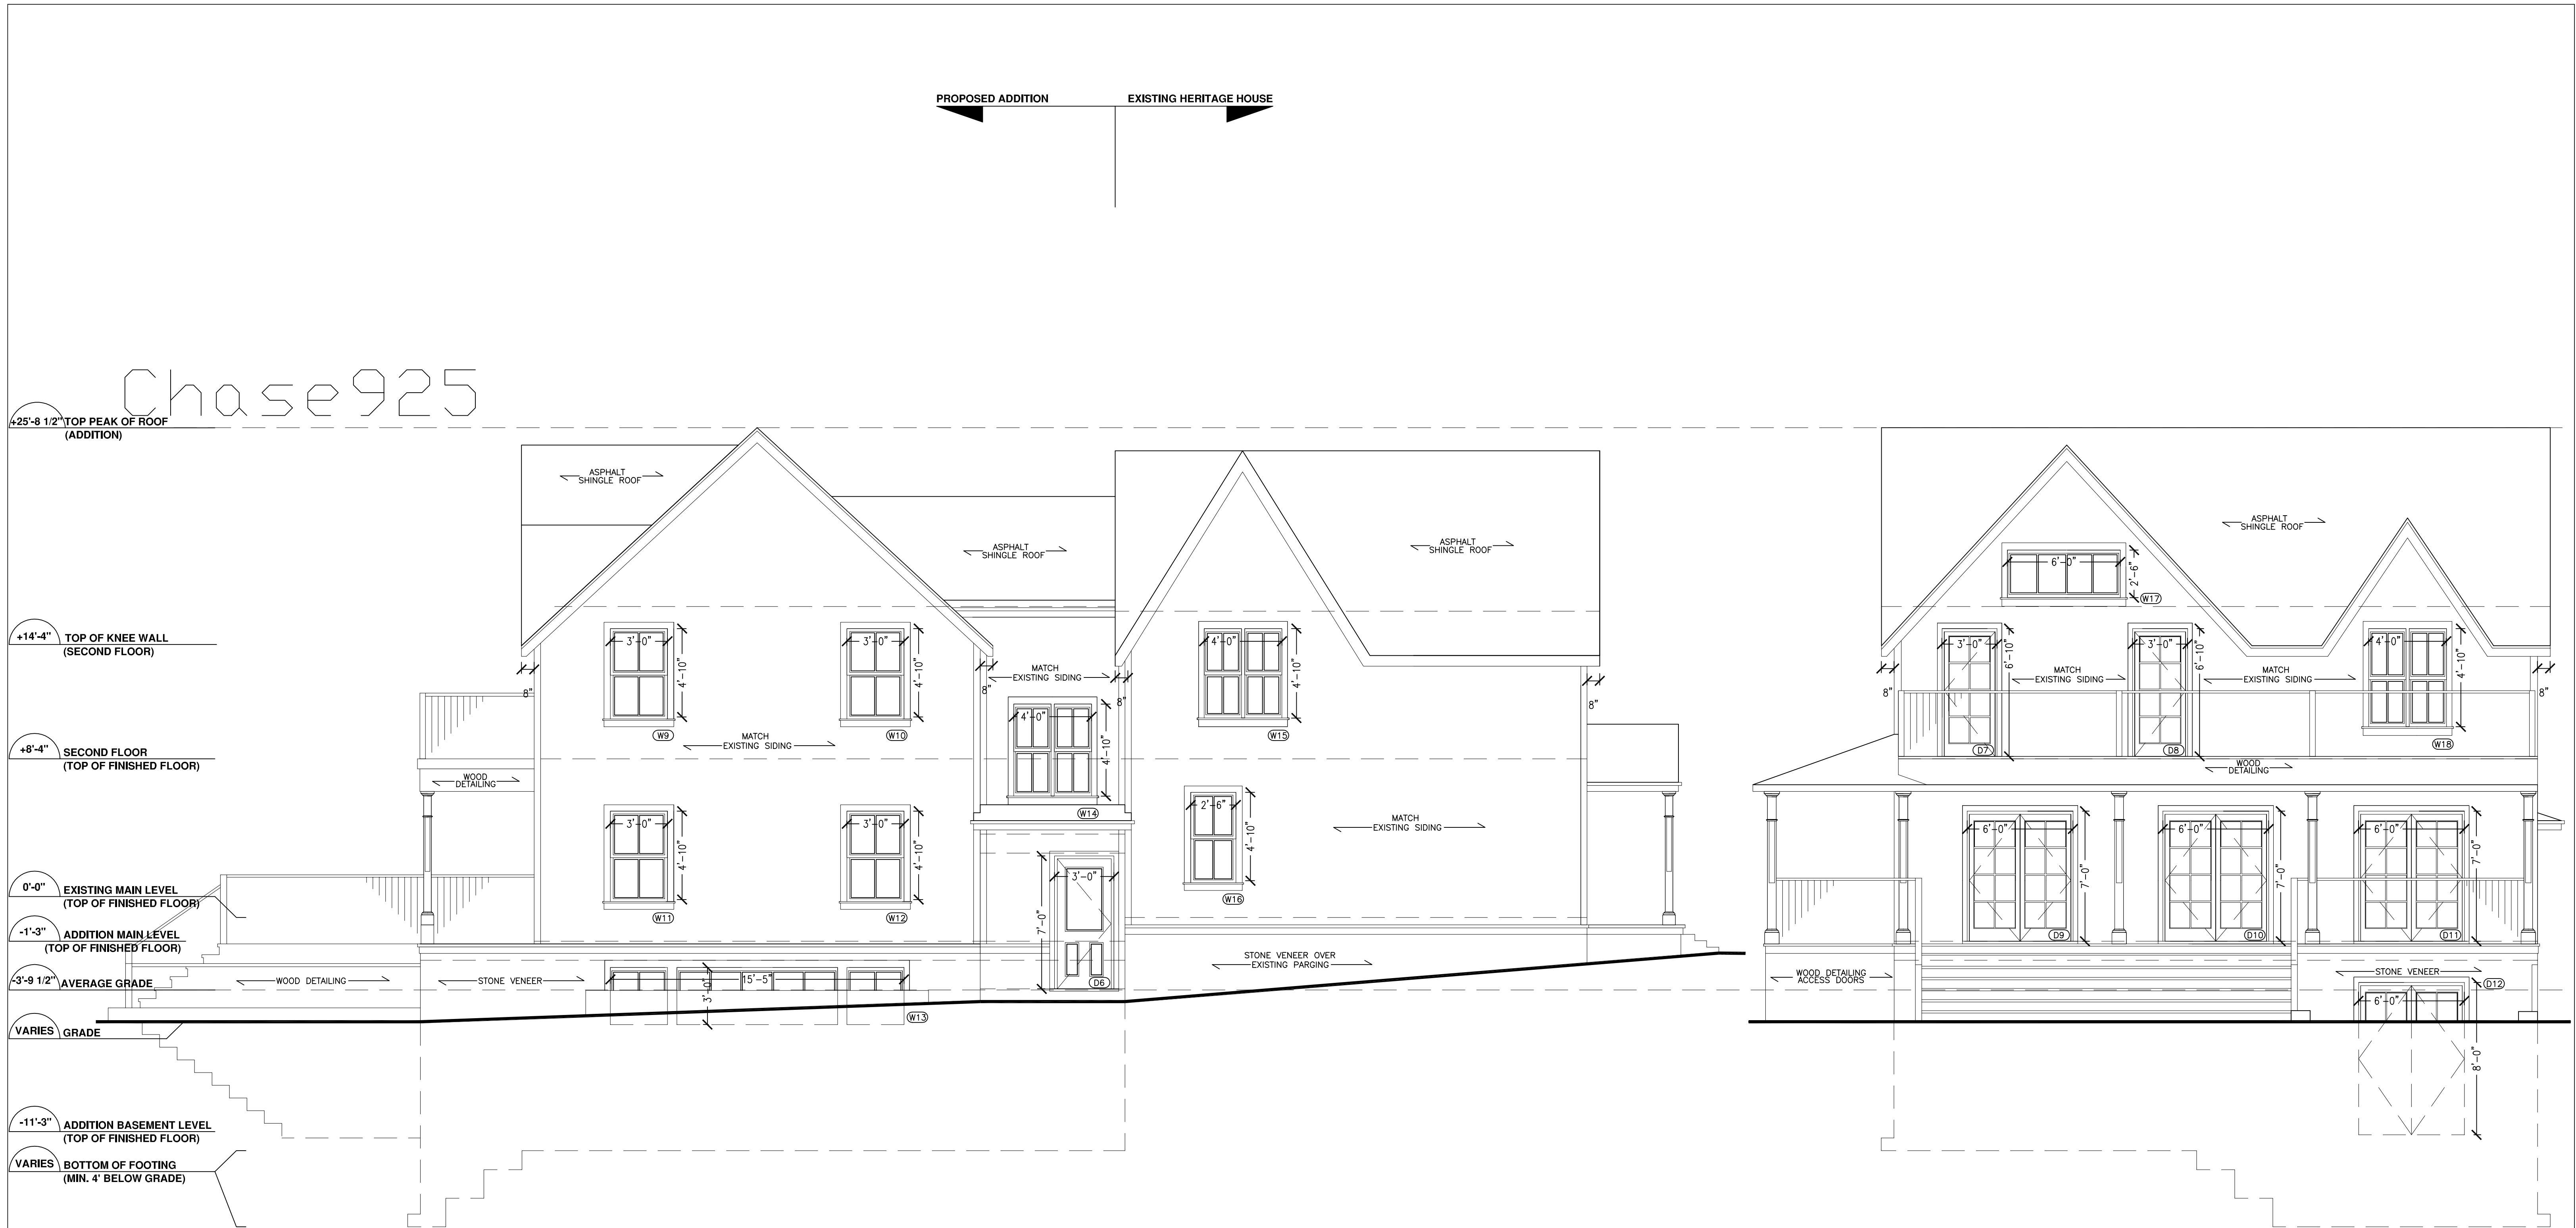 PROPOSED ADDITION
EXISTING HERITAGE HOUSE
Chase925
+25'-8 1/2" TOP PEAK OF ROOF
(ADDITION)
+14'-4" TOP OF KNEE WALL
(SECOND FLOOR)
+8'-4" SECOND FLOOR
(TOP OF FINISHED FLOOR)
0'-0" EXISTING MAIN LEVEL
(TOP OF FINISHED FLOOR)
-1'-3" ADDITION MAIN LEVEL
(TOP OF FINISHED FLOOR)
-3'-9 1/2" AVERAGE GRADE
VARIES GRADE
-11'-3" ADDITION BASEMENT LEVEL
(TOP OF FINISHED FLOOR)
VARIES BOTTOM OF FOOTING
(MIN. 4' BELOW GRADE)
ASPHALT
SHINGLE ROOF
ASPHALT
SHINGLE ROOF
ASPHALT
SHINGLE ROOF
3'-0"
4'-10"
W9
3'-0"
4'-10"
W10
8"
8"
MATCH
EXISTING SIDING
MATCH
EXISTING SIDING
8"
4'-0"
4'-10"
W14
4'-0"
4'-10"
W15
8"
WOOD
DETAILING
3'-0"
4'-10"
W11
3'-0"
4'-10"
W12
2'-6"
4'-10"
W16
MATCH
EXISTING SIDING
3'-0"
7'-0"
D6
WOOD DETAILING
STONE VENEER
15'-5"
3'-0"
W13
STONE VENEER OVER
EXISTING PARGING
ASPHALT
SHINGLE ROOF
6'-0"
2'-6"
W17
3'-0"
6'-10"
D7
MATCH
EXISTING SIDING
3'-0"
6'-10"
D8
MATCH
EXISTING SIDING
4'-0"
4'-10"
W18
8"
8"
WOOD
DETAILING
6'-0"
7'-0"
D9
6'-0"
7'-0"
D10
6'-0"
7'-0"
D11
WOOD DETAILING
ACCESS DOORS
STONE VENEER
D12
6'-0"
8'-0"